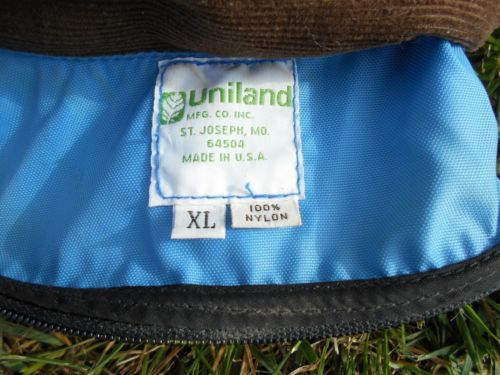 uniland
MFG. CO. INC.
ST. JOSEPH, MO.
64504
MADE IN U.S.A.
XL
100%
NYLON